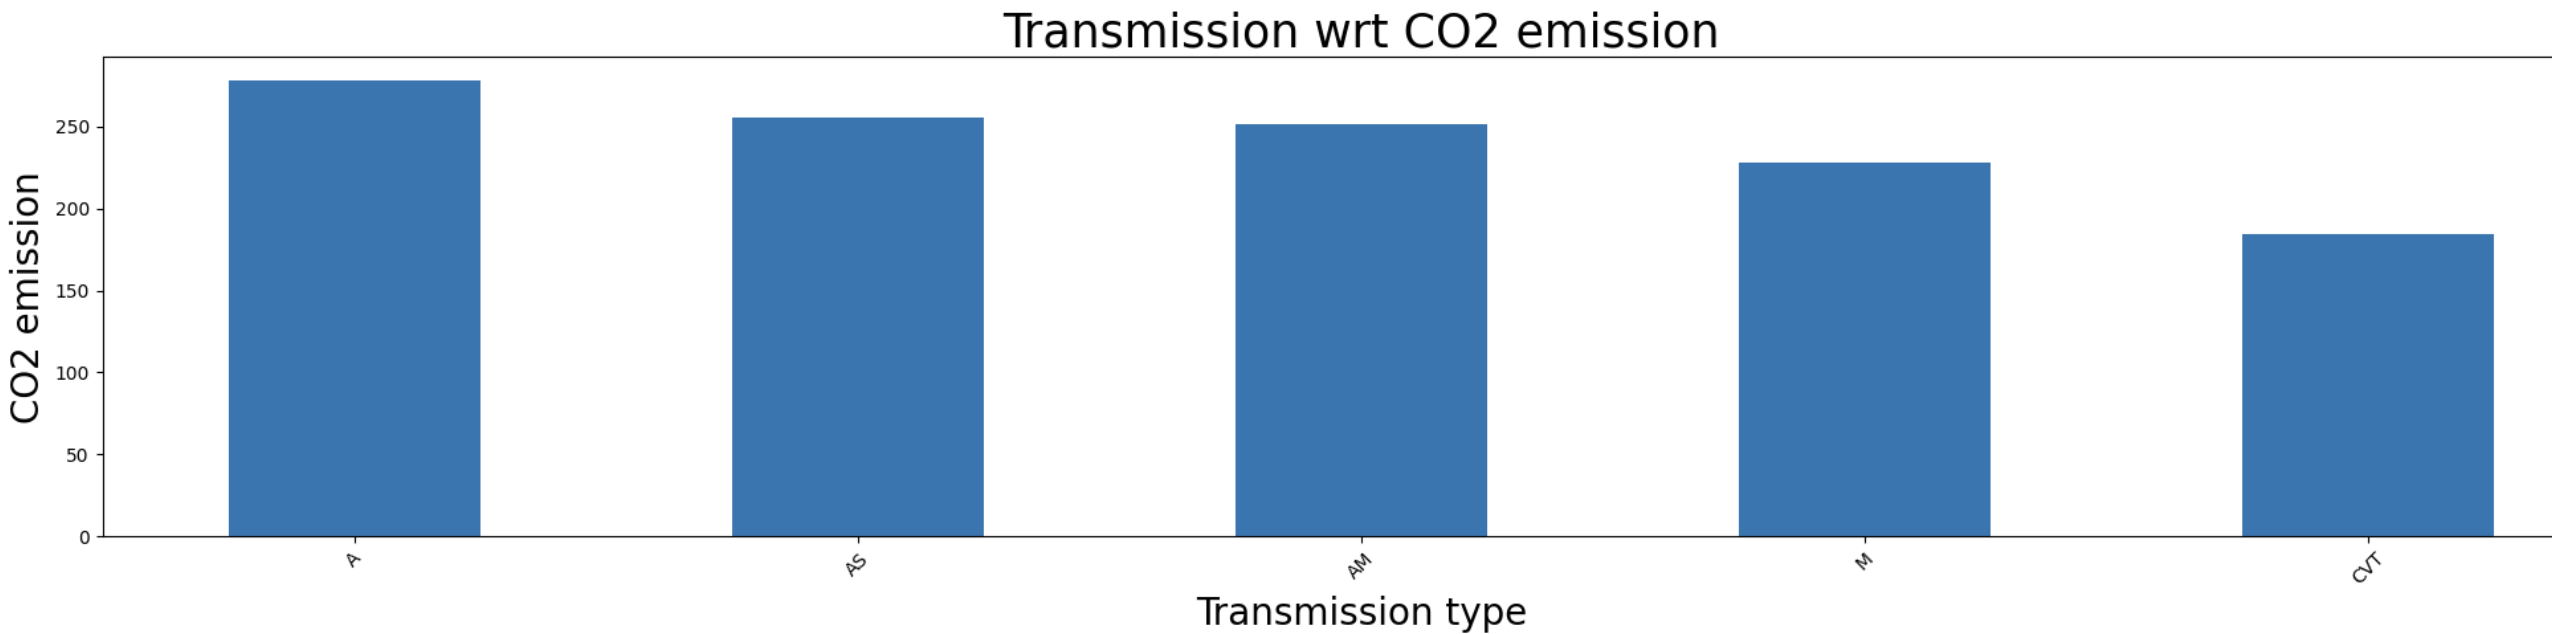 Transmission wrt CO2 emission
CO2 emission
250
200
150
100
50
0
A
AS
AM
M
CVT
Transmission type